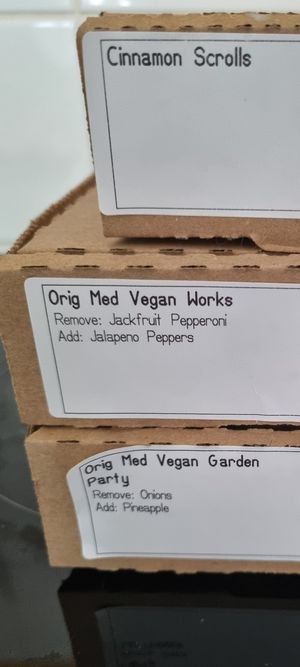 Cinnamon Scrolls
Orig Med Vegan Works
Remove: Jackfruit Pepperoni
Add: Jalapeno Peppers
Orig Med Vegan Garden
Party
Remove: Onions
Add: Pineapple